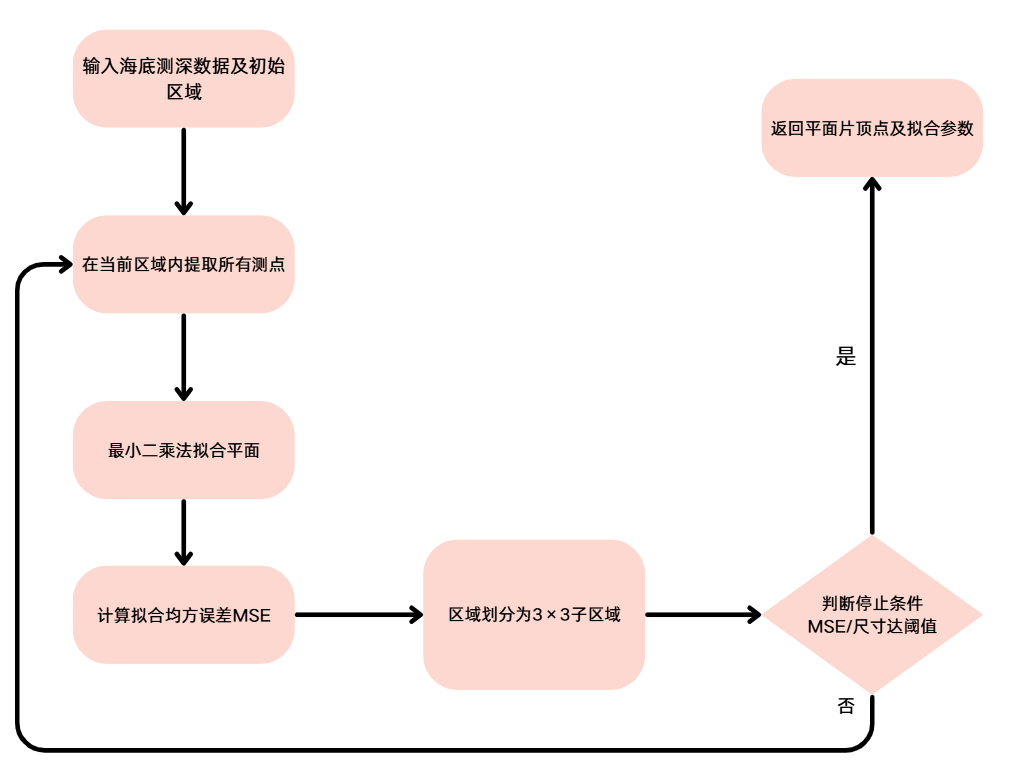 输入海底测深数据及初始
区域
返回平面片顶点及拟合参数
在当前区域内提取所有测点
是
最小二乘法拟合平面
计算拟合均方误差MSE
区域划分为3×3子区域
判断停止条件
MSE/尺寸达阈值
否